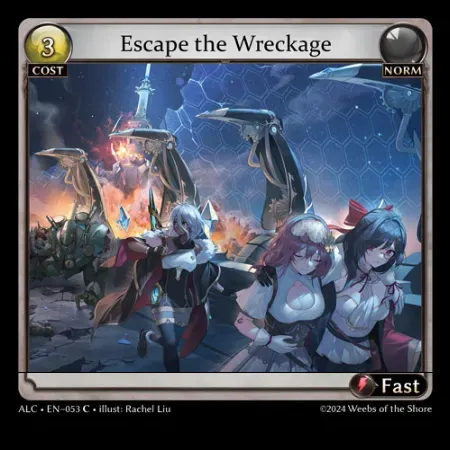 3
Escape the Wreckage
COST
NORM
Fast
ALC • EN–053 C • illust: Rachel Liu
©2024 Weebs of the Shore